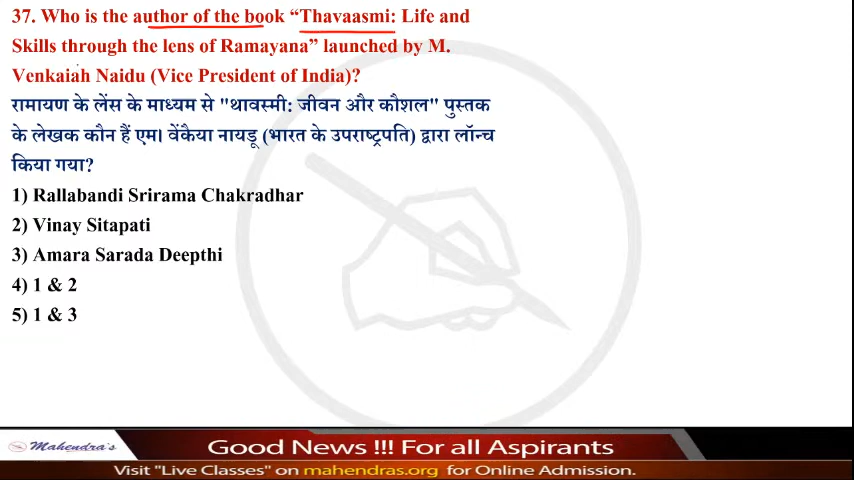 37. Who is the author of the book “Thavaasmi: Life and
Skills through the lens of Ramayana” launched by M.
Venkaiah Naidu (Vice President of India)?
रामायण के लेंस के माध्यम से "थावस्मी: जीवन और कौशल" पुस्तक
के लेखक कौन हैं एम। वेंकैया नायडू (भारत के उपराष्ट्रपति) द्वारा लॉन्च
किया गया?
1) Rallabandi Srirama Chakradhar
2) Vinay Sitapati
3) Amara Sarada Deepthi
4) 1 & 2
5) 1 & 3
Mahendra's
Good News !!! For all Aspirants
Visit "Live Classes" on mahendras.org for Online Admission.